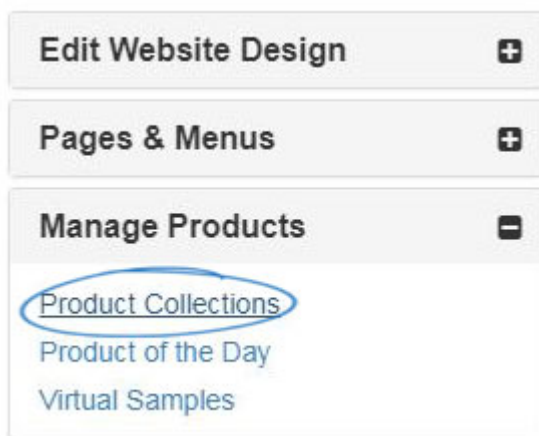 Edit Website Design
Pages & Menus
Manage Products
Product Collections
Product of the Day
Virtual Samples